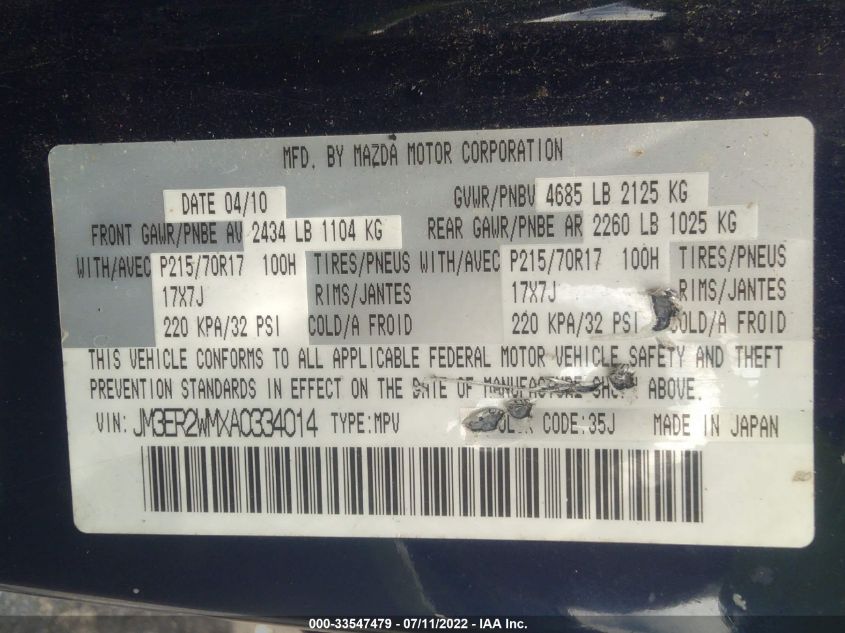 MFD. BY MAZDA MOTOR CORPORATION
DATE 04/10 GVWR/PNBV 4685 LB 2125 KG
FRONT GAWR/PNBE AV 2434 LB 1104 KG REAR GAWR/PNBE AR 2260 LB 1025 KG
WITH/AVEC P215/70R17 100H TIRES/PNEUS WITH/AVEC P215/70R17 100H TIRES/PNEUS
17X7J RIMS/JANTES 17X7J RIMS/JANTES
220 KPA/32 PSI COLD/A FROID 220 KPA/32 PSI COLD/A FROID
THIS VEHICLE CONFORMS TO ALL APPLICABLE FEDERAL MOTOR VEHICLE SAFETY AND THEFT
PREVENTION STANDARDS IN EFFECT ON THE DATE OF MANUFACTURE SHOWN ABOVE.
VIN: JM3ER2WMXA0334014 TYPE:MPV COLOR CODE:35J MADE IN JAPAN
000-33547479 - 07/11/2022 - IAA Inc.